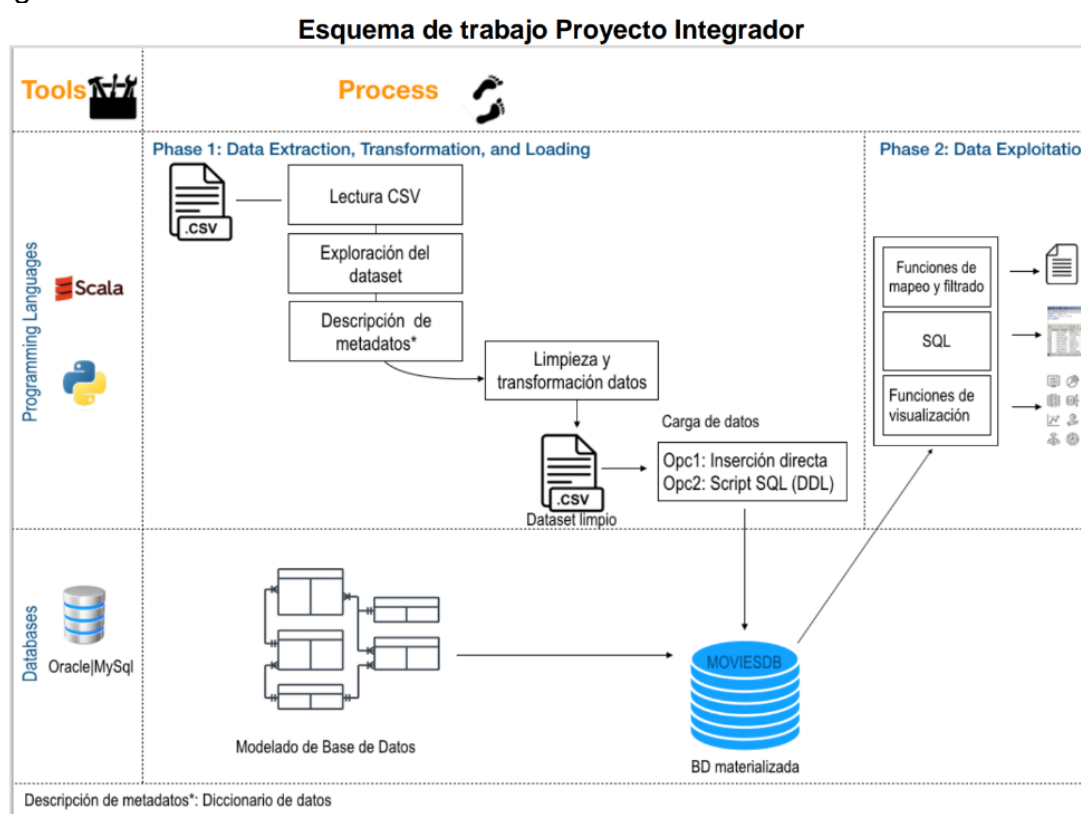 Esquema de trabajo Proyecto Integrador
Tools
Process
Phase 1: Data Extraction, Transformation, and Loading
Phase 2: Data Exploitatio
Programming Languages
Scala
.CSV
Lectura CSV
Exploración del
dataset
Descripción de
metadatos*
Limpieza y
transformación datos
.CSV
Dataset limpio
Carga de datos
Opc1: Inserción directa
Opc2: Script SQL (DDL)
Funciones de
mapeo y filtrado
SQL
Funciones de
visualización
Databases
Oracle|MySql
Modelado de Base de Datos
MOVIESDB
BD materializada
Descripción de metadatos*: Diccionario de datos